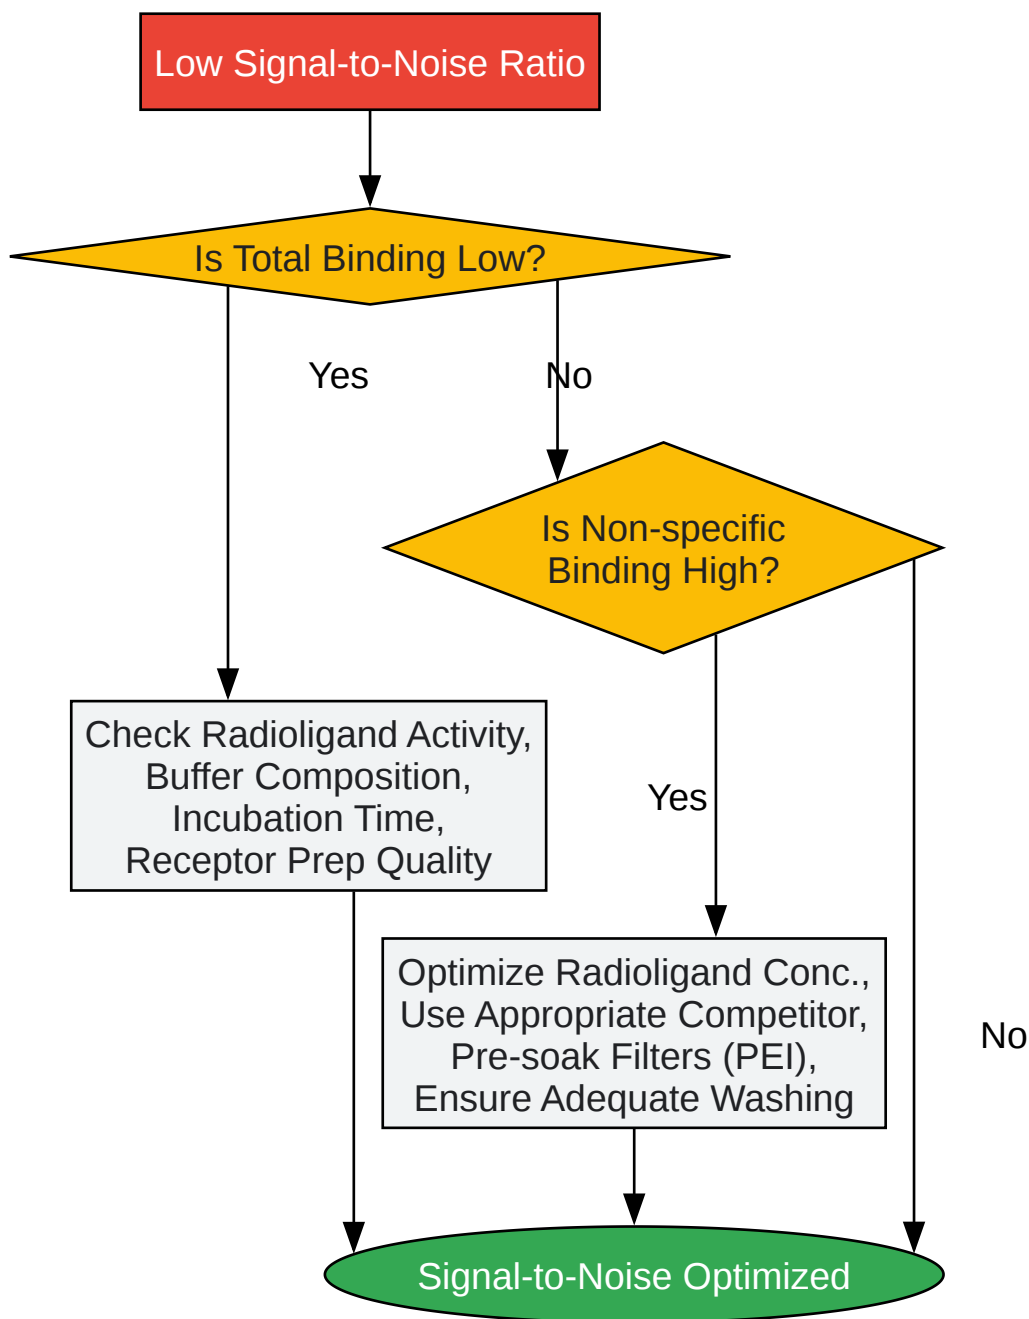 Low Signal-to-Noise Ratio
Is Total Binding Low?
Yes
No
Is Non-specific
Binding High?
Check Radioligand Activity,
Buffer Composition,
Incubation Time,
Receptor Prep Quality
Yes
Optimize Radioligand Conc.,
Use Appropriate Competitor,
Pre-soak Filters (PEI),
Ensure Adequate Washing
No
Signal-to-Noise Optimized